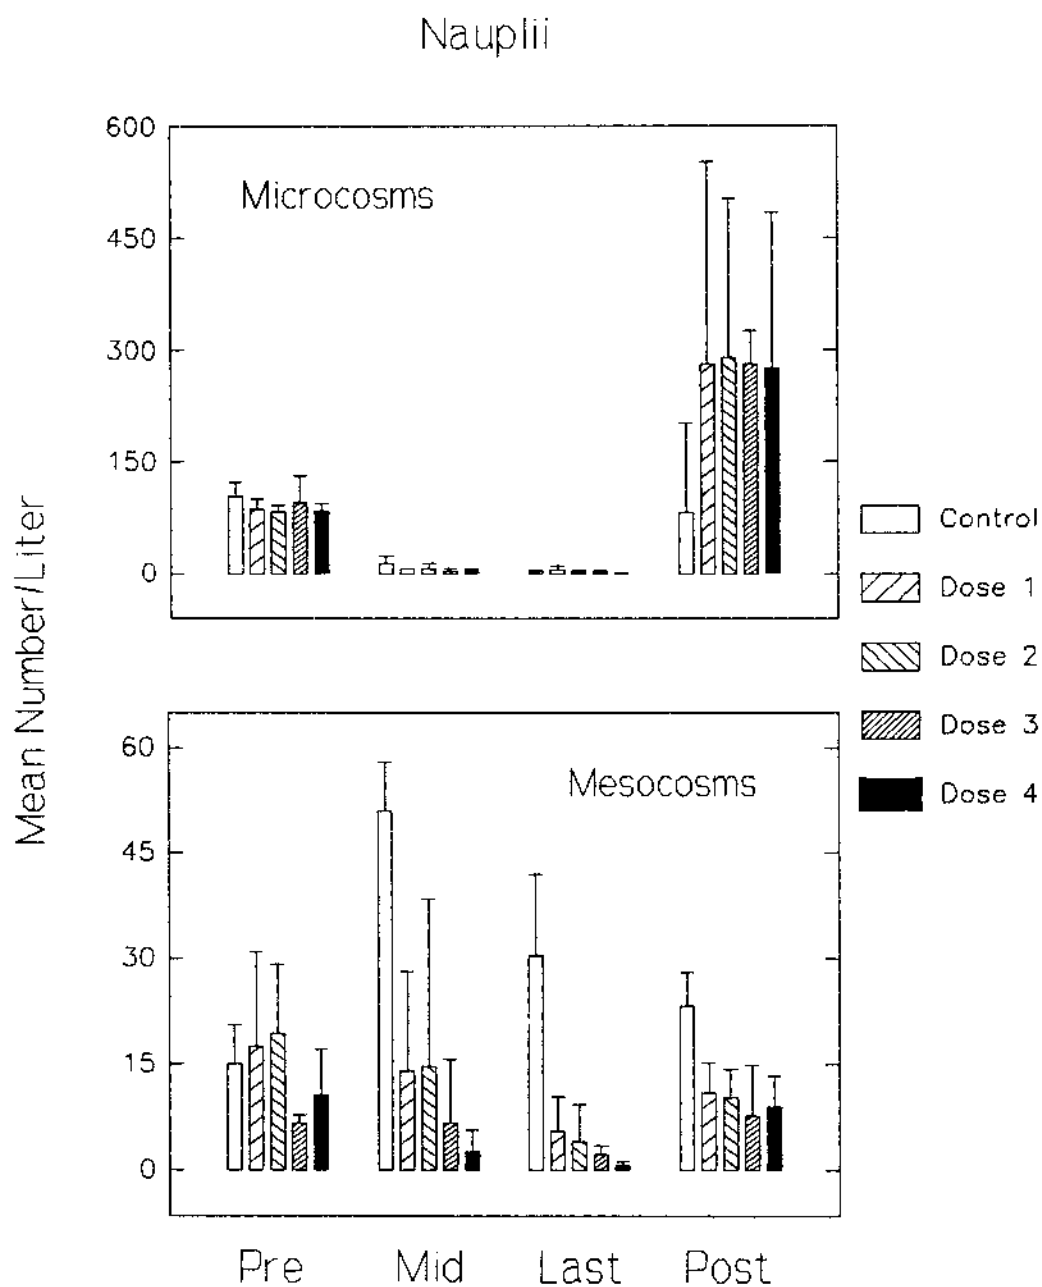 Nauplii
Mean Number/Liter
600
450
300
150
0
Microcosms
60
45
30
15
0
Mesocosms
Pre Mid Last Post
Control
Dose 1
Dose 2
Dose 3
Dose 4